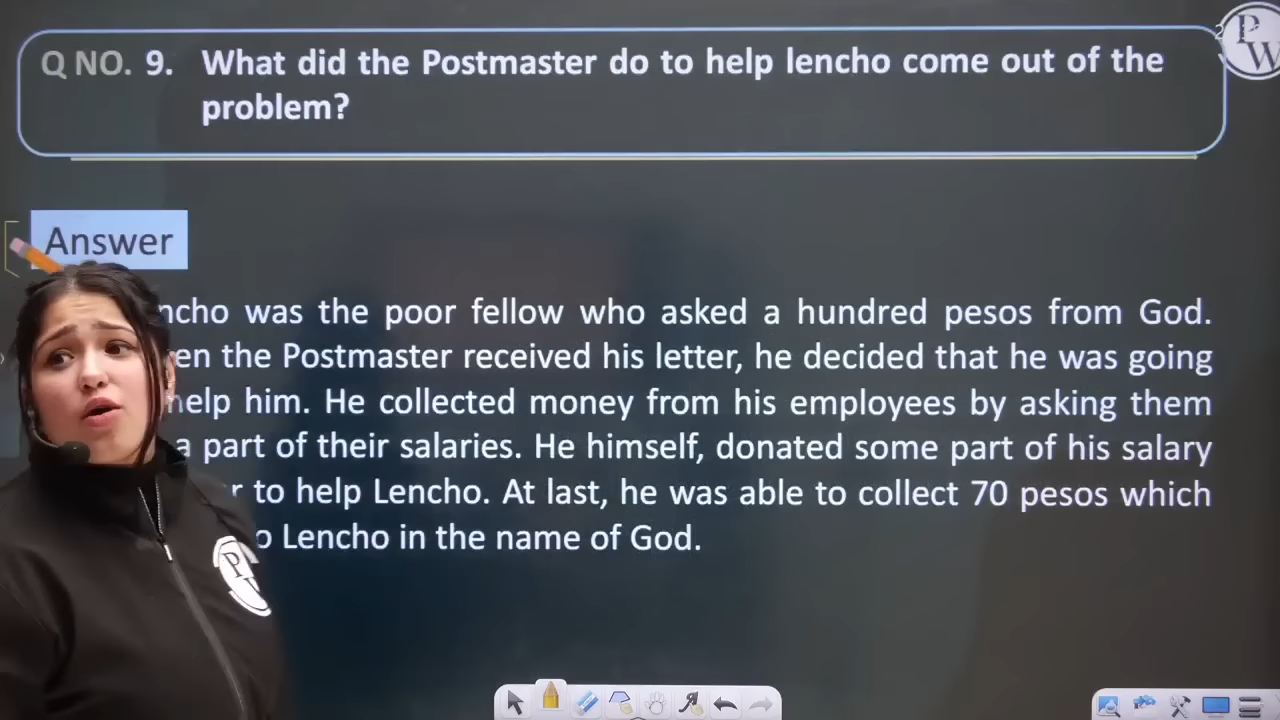 Q NO. 9. What did the Postmaster do to help lencho come out of the
problem?
PW
Answer
ncho was the poor fellow who asked a hundred pesos from God.
en the Postmaster received his letter, he decided that he was going
help him. He collected money from his employees by asking them
a part of their salaries. He himself, donated some part of his salary
r to help Lencho. At last, he was able to collect 70 pesos which
o Lencho in the name of God.
PW